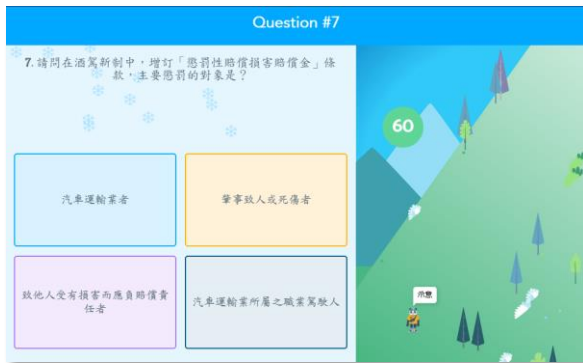 Question #7
7. 請問在酒駕新制中，增訂「懲罰性賠償損害賠償金」條
款，主要懲罰的對象是？
60
汽車運輸業者
肇事致人或死傷者
致他人受有損害而應負賠償責
任者
汽車運輸業所屬之職業駕駛人
示意